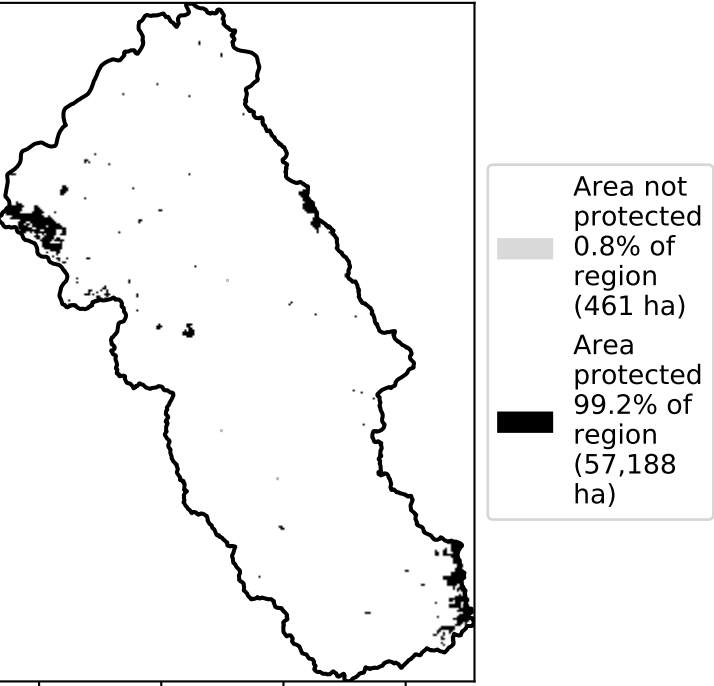 Area not
protected
0.8% of
region
(461 ha)
Area
protected
99.2% of
region
(57,188
ha)